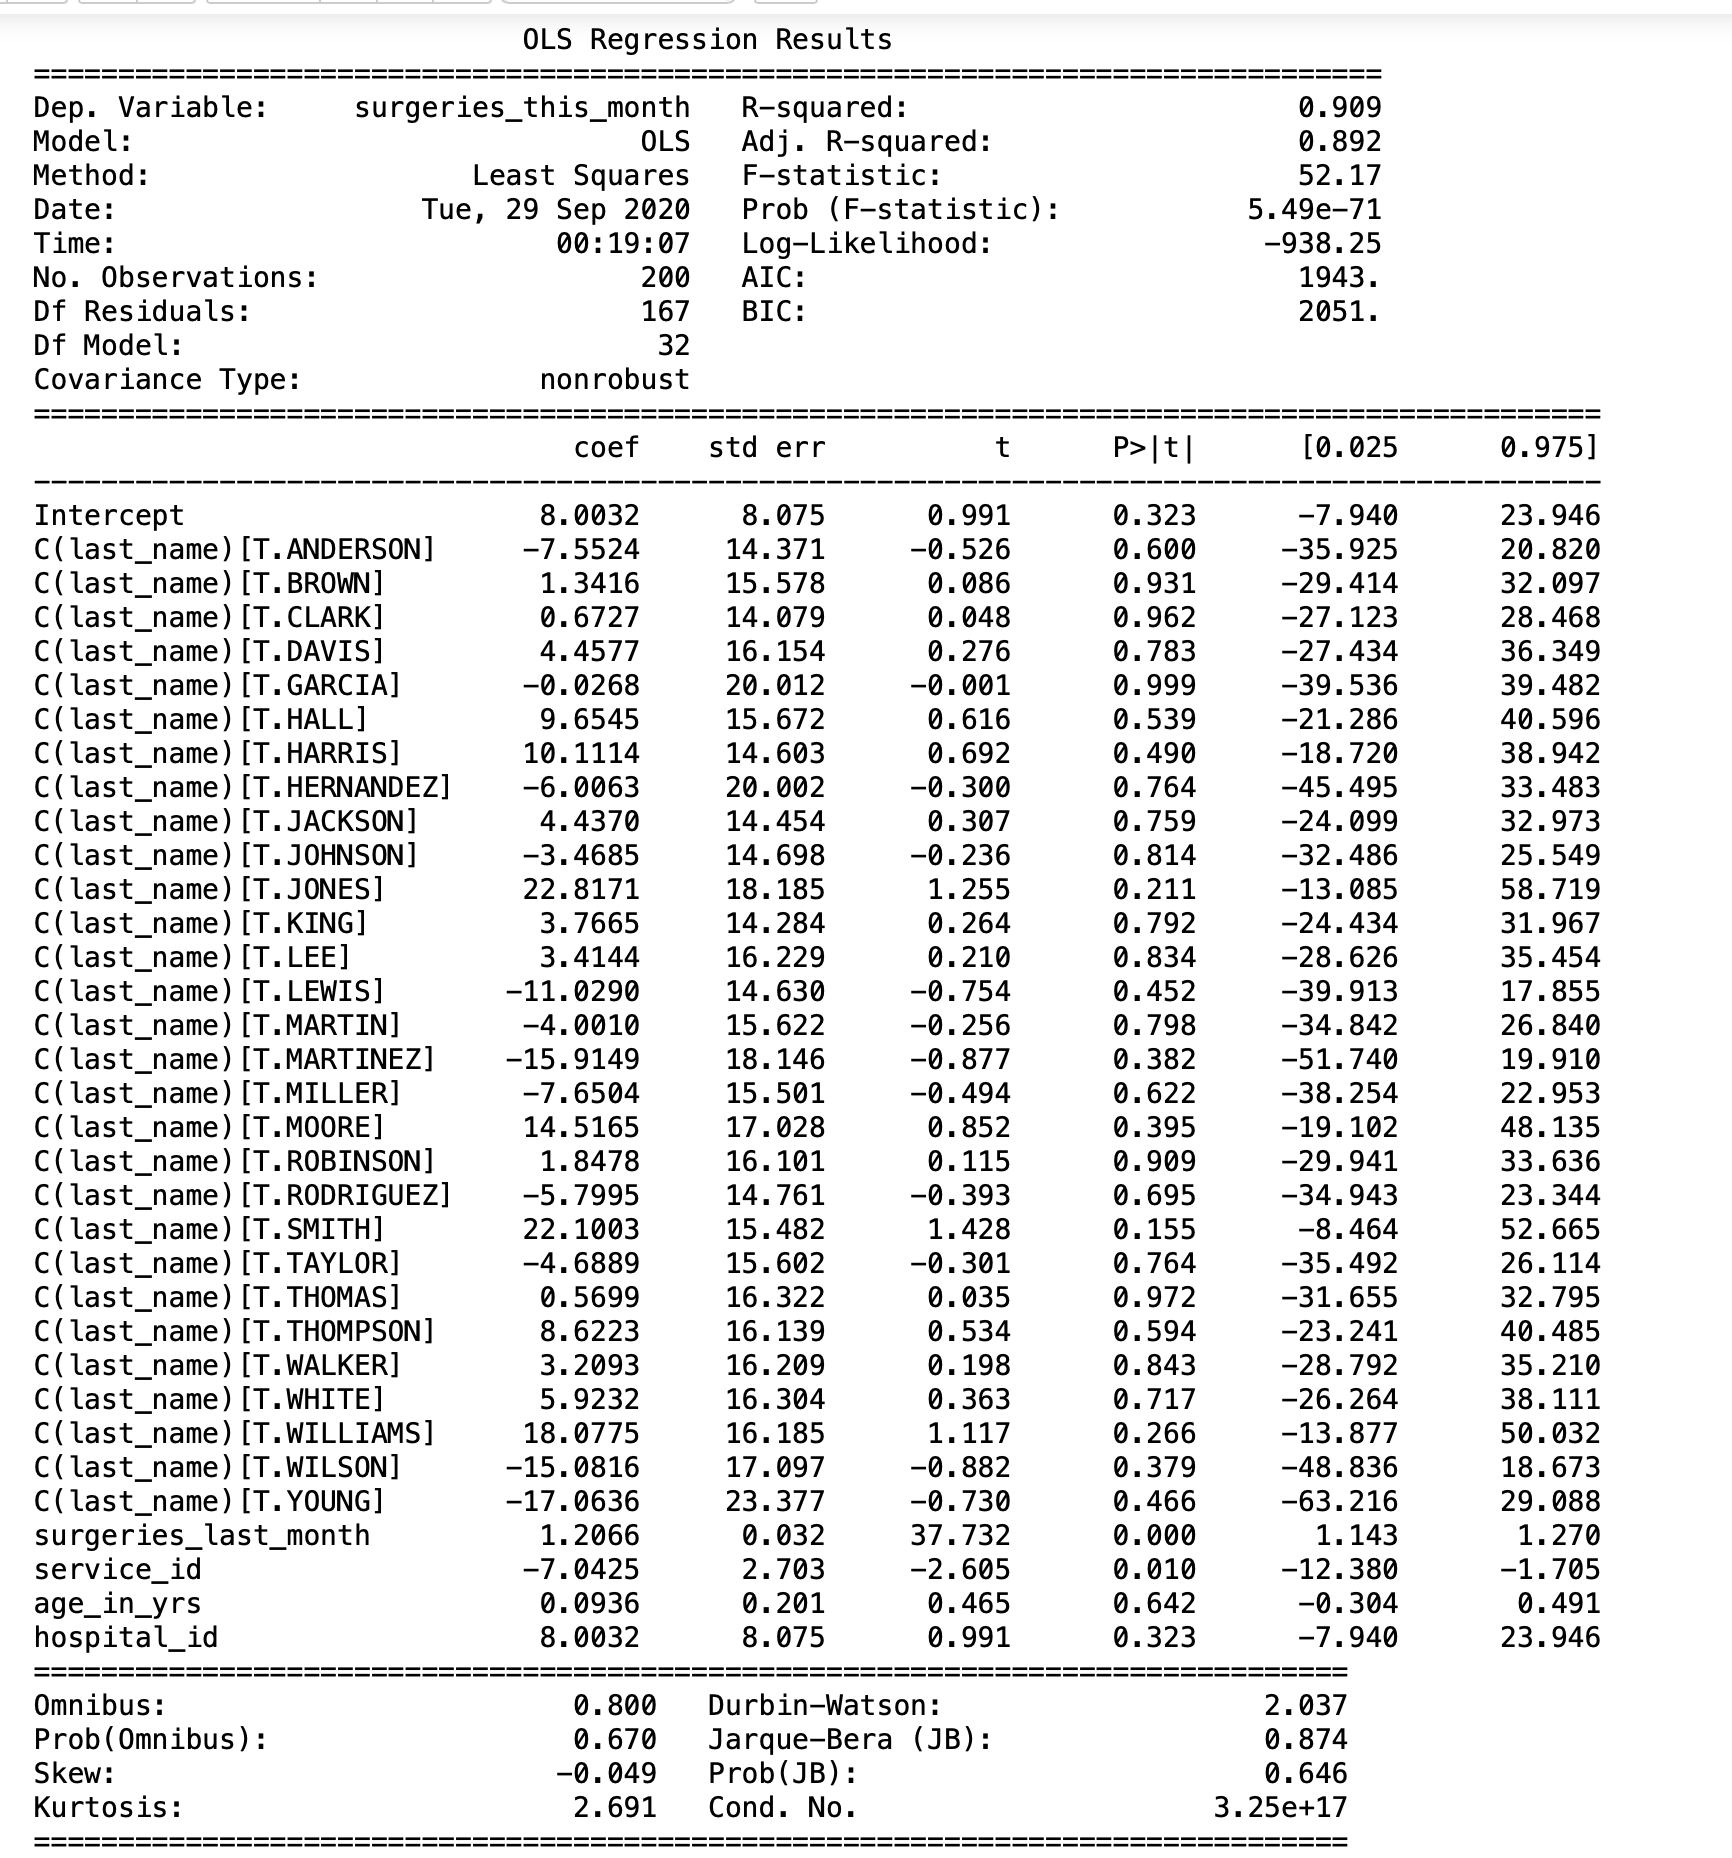 OLS Regression Results
==============================================================================
Dep. Variable: surgeries_this_month R-squared: 0.909
Model: OLS Adj. R-squared: 0.892
Method: Least Squares F-statistic: 52.17
Date: Tue, 29 Sep 2020 Prob (F-statistic): 5.49e-71
Time: 00:19:07 Log-Likelihood: -938.25
No. Observations: 200 AIC: 1943.
Df Residuals: 167 BIC: 2051.
Df Model: 32
Covariance Type: nonrobust
==============================================================================================
coef std err t P>|t| [0.025 0.975]
----------------------------------------------------------------------------------------------
Intercept 8.0032 8.075 0.991 0.323 -7.940 23.946
C(last_name)[T.ANDERSON] -7.5524 14.371 -0.526 0.600 -35.925 20.820
C(last_name)[T.BROWN] 1.3416 15.578 0.086 0.931 -29.414 32.097
C(last_name)[T.CLARK] 0.6727 14.079 0.048 0.962 -27.123 28.468
C(last_name)[T.DAVIS] 4.4577 16.154 0.276 0.783 -27.434 36.349
C(last_name)[T.GARCIA] -0.0268 20.012 -0.001 0.999 -39.536 39.482
C(last_name)[T.HALL] 9.6545 15.672 0.616 0.539 -21.286 40.596
C(last_name)[T.HARRIS] 10.1114 14.603 0.692 0.490 -18.720 38.942
C(last_name)[T.HERNANDEZ] -6.0063 20.002 -0.300 0.764 -45.495 33.483
C(last_name)[T.JACKSON] 4.4370 14.454 0.307 0.759 -24.099 32.973
C(last_name)[T.JOHNSON] -3.4685 14.698 -0.236 0.814 -32.486 25.549
C(last_name)[T.JONES] 22.8171 18.185 1.255 0.211 -13.085 58.719
C(last_name)[T.KING] 3.7665 14.284 0.264 0.792 -24.434 31.967
C(last_name)[T.LEE] 3.4144 16.229 0.210 0.834 -28.626 35.454
C(last_name)[T.LEWIS] -11.0290 14.630 -0.754 0.452 -39.913 17.855
C(last_name)[T.MARTIN] -4.0010 15.622 -0.256 0.798 -34.842 26.840
C(last_name)[T.MARTINEZ] -15.9149 18.146 -0.877 0.382 -51.740 19.910
C(last_name)[T.MILLER] -7.6504 15.501 -0.494 0.622 -38.254 22.953
C(last_name)[T.MOORE] 14.5165 17.028 0.852 0.395 -19.102 48.135
C(last_name)[T.ROBINSON] 1.8478 16.101 0.115 0.909 -29.941 33.636
C(last_name)[T.RODRIGUEZ] -5.7995 14.761 -0.393 0.695 -34.943 23.344
C(last_name)[T.SMITH] 22.1003 15.482 1.428 0.155 -8.464 52.665
C(last_name)[T.TAYLOR] -4.6889 15.602 -0.301 0.764 -35.492 26.114
C(last_name)[T.THOMAS] 0.5699 16.322 0.035 0.972 -31.655 32.795
C(last_name)[T.THOMPSON] 8.6223 16.139 0.534 0.594 -23.241 40.485
C(last_name)[T.WALKER] 3.2093 16.209 0.198 0.843 -28.792 35.210
C(last_name)[T.WHITE] 5.9232 16.304 0.363 0.717 -26.264 38.111
C(last_name)[T.WILLIAMS] 18.0775 16.185 1.117 0.266 -13.877 50.032
C(last_name)[T.WILSON] -15.0816 17.097 -0.882 0.379 -48.836 18.673
C(last_name)[T.YOUNG] -17.0636 23.377 -0.730 0.466 -63.216 29.088
surgeries_last_month 1.2066 0.032 37.732 0.000 1.143 1.270
service_id -7.0425 2.703 -2.605 0.010 -12.380 -1.705
age_in_yrs 0.0936 0.201 0.465 0.642 -0.304 0.491
hospital_id 8.0032 8.075 0.991 0.323 -7.940 23.946
==============================================================================
Omnibus: 0.800 Durbin-Watson: 2.037
Prob(Omnibus): 0.670 Jarque-Bera (JB): 0.874
Skew: -0.049 Prob(JB): 0.646
Kurtosis: 2.691 Cond. No. 3.25e+17
==============================================================================